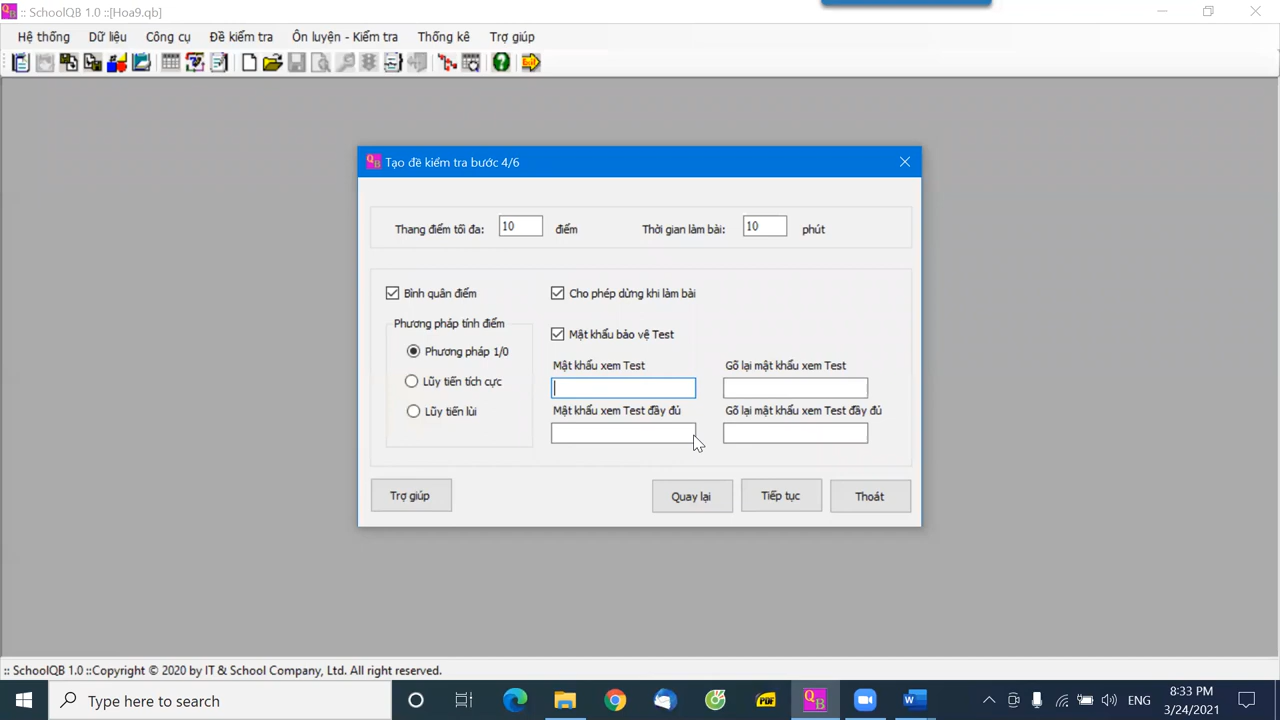 :: SchoolQB 1.0 ::[Hoa9.qb]
Hệ thống Dữ liệu Công cụ Đề kiểm tra Ôn luyện - Kiểm tra Thống kê Trợ giúp
Tạo đề kiểm tra bước 4/6
Thang điểm tối đa: 10 điểm Thời gian làm bài: 10 phút
Bình quân điểm Cho phép dừng khi làm bài
Phương pháp tính điểm
Mật khẩu bảo vệ Test
Phương pháp 1/0
Mật khẩu xem Test Gõ lại mật khẩu xem Test
Lũy tiến tích cực
Mật khẩu xem Test đầy đủ Gõ lại mật khẩu xem Test đầy đủ
Lũy tiến lùi
Trợ giúp Quay lại Tiếp tục Thoát
:: SchoolQB 1.0 ::Copyright © 2020 by IT & School Company, Ltd. All right reserved.
Type here to search
ENG
8:33 PM
3/24/2021